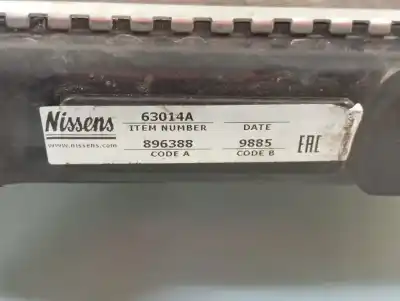 Nissens
www.nissens.com
63014A
ITEM NUMBER
DATE
896388
9885
CODE A
CODE B
EAC